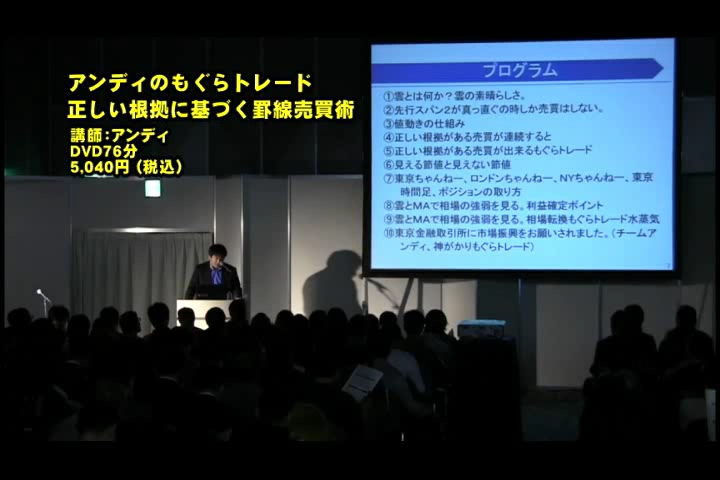 アンディのもぐらトレード
正しい根拠に基づく罫線売買術
講師:アンディ
DVD76分
5,040円(税込)
プログラム
①雲とは何か?雲の素晴らしさ。
②先行スパン2が真っ直ぐの時しか売買はしない。
③値動きの仕組み
④正しい根拠がある売買が連続すると
⑤正しい根拠がある売買が出来るもぐらトレード
⑥見える節値と見えない節値
⑦東京ちゃんねー、ロンドンちゃんねー、NYちゃんねー、東京
時間足、ポジションの取り方
⑧雲とMAで相場の強弱を見る。利益確定ポイント
⑨雲とMAで相場の強弱を見る。相場転換もぐらトレード水蒸気
⑩東京金融取引所に市場振興をお願いされました。(チームア
ンディ、神がかりもぐらトレード)